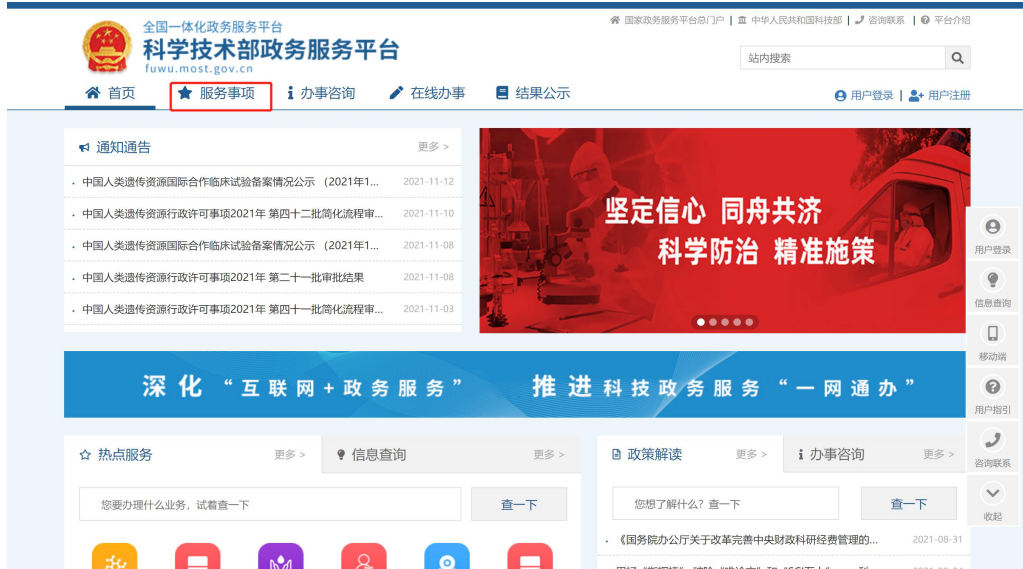 全国一体化政务服务平台
科学技术部政务服务平台
fuwu.most.gov.cn
国家政务服务平台总门户 | 中华人民共和国科技部 | 咨询联系 | 平台介绍
站内搜索
首页 服务事项 办事咨询 在线办事 结果公示
用户登录 | 用户注册
通知通告 更多 >
· 中国人类遗传资源国际合作临床试验备案情况公示 (2021年1... 2021-11-12
· 中国人类遗传资源行政许可事项2021年 第四十二批简化流程审... 2021-11-10
· 中国人类遗传资源国际合作临床试验备案情况公示 (2021年1... 2021-11-08
· 中国人类遗传资源行政许可事项2021年 第二十一批审批结果 2021-11-08
· 中国人类遗传资源行政许可事项2021年 第四十一批简化流程审... 2021-11-03
坚定信心 同舟共济
科学防治 精准施策
用户登录
信息查询
移动端
用户指引
咨询联系
收起
深化“互联网+政务服务” 推进科技政务服务“一网通办”
热点服务 更多 >
信息查询 更多 >
政策解读 更多 >
办事咨询 更多 >
您要办理什么业务，试着查一下 查一下
您想了解什么？查一下 查一下
· 《国务院办公厅关于改革完善中央财政科研经费管理的... 2021-08-31